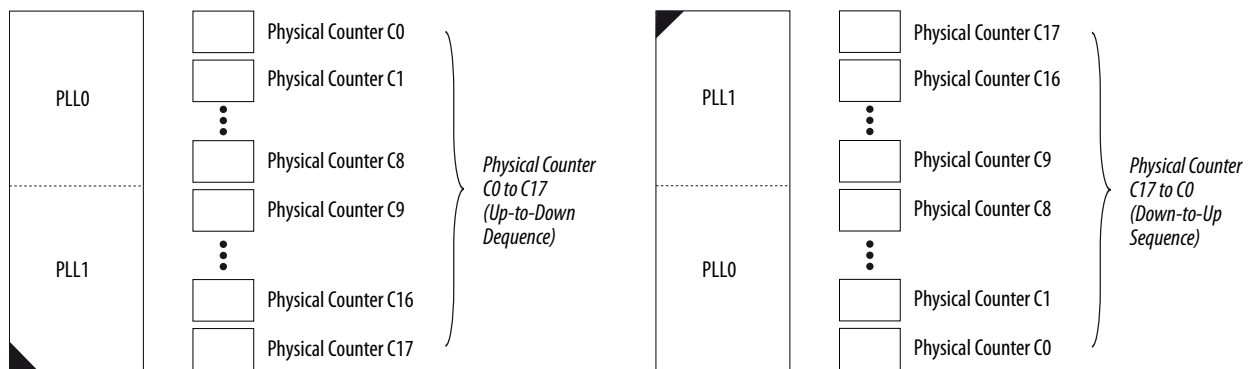 PLL0
PLL1
Physical Counter C0
Physical Counter C1
Physical Counter C8
Physical Counter C9
Physical Counter C16
Physical Counter C17
Physical Counter
C0 to C17
(Up-to-Down
Dequence)
PLL1
PLL0
Physical Counter C17
Physical Counter C16
Physical Counter C9
Physical Counter C8
Physical Counter C1
Physical Counter C0
Physical Counter
C17 to C0
(Down-to-Up
Sequence)